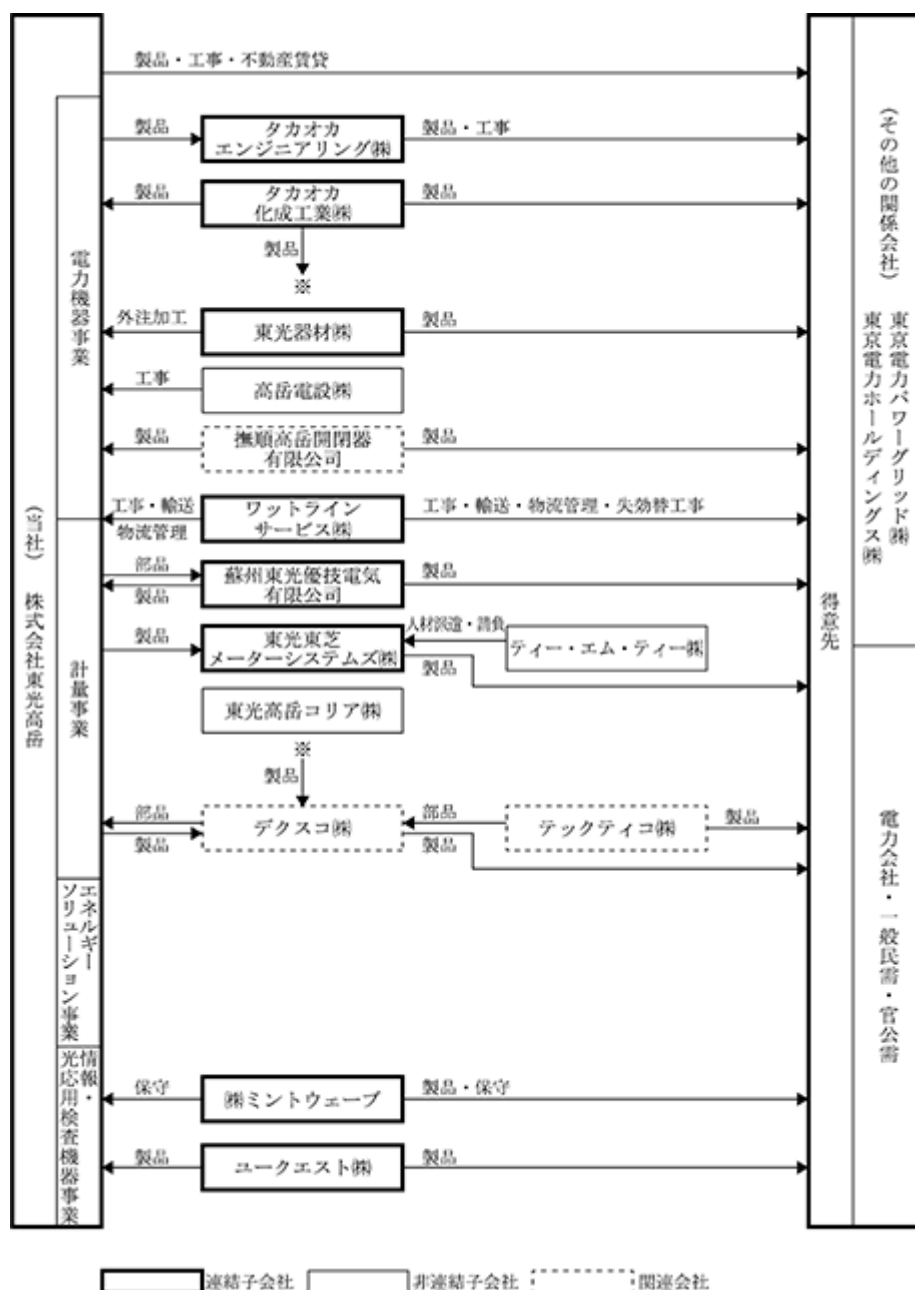 製品・工事・不動産賃貸
(当社) 株式会社東光高岳
電力機器事業
製品
タカオカ
エンジニアリング㈱
製品・工事
製品
タカオカ
化成工業㈱
製品
製品
※
外注加工
東光器材㈱
製品
工事
高岳電設㈱
製品
撫順高岳開閉器
有限公司
製品
計量事業
工事・輸送
物流管理
ワットライン
サービス㈱
工事・輸送・物流管理・失効替工事
部品
製品
蘇州東光優技電気
有限公司
製品
製品
東光東芝
メーターシステムズ㈱
人材派遣・請負
ティー・エム・ティー㈱
製品
東光高岳コリア㈱
※
製品
部品
製品
デクスコ㈱
部品
製品
テックティコ㈱
製品
エネルギー
ソリューション事業
情報・
光応用検査機器事業
保守
㈱ミントウェーブ
製品・保守
製品
ユークエスト㈱
製品
得意先
(その他の関係会社)
東京電力パワーグリッド㈱
東京電力ホールディングス㈱
電力会社・一般民需・官公需
連結子会社
非連結子会社
関連会社